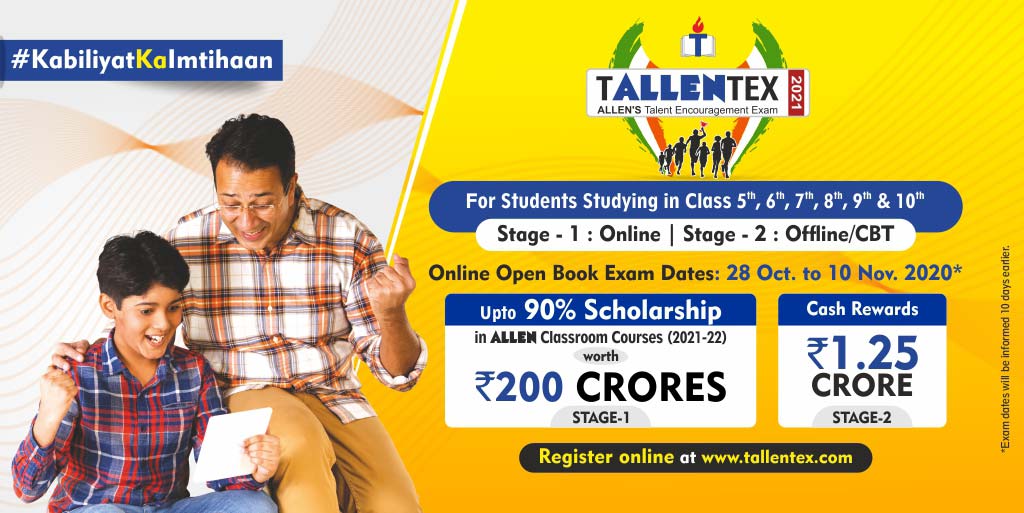 #KabiliyatKaImtihaan
T
TALLENTEX
2021
ALLEN'S Talent Encouragement Exam
For Students Studying in Class 5th, 6th, 7th, 8th, 9th & 10th
Stage - 1 : Online | Stage - 2 : Offline/CBT
Online Open Book Exam Dates: 28 Oct. to 10 Nov. 2020*
Upto 90% Scholarship
in ALLEN Classroom Courses (2021-22)
worth
₹200 CRORES
STAGE-1
Cash Rewards
₹1.25
CRORE
STAGE-2
Register online at www.tallentex.com
*Exam dates will be informed 10 days earlier.